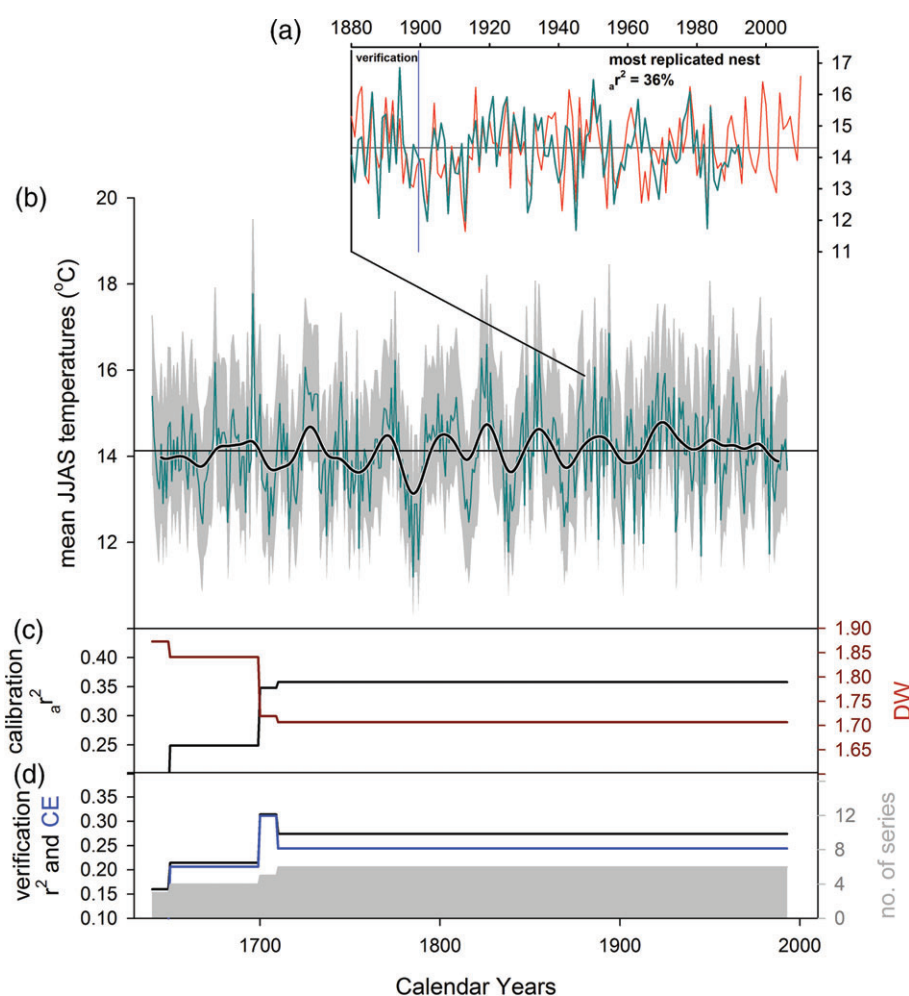 (a)
1880 1900 1920 1940 1960 1980 2000
verification
most replicated nest
ar² = 36%
17
16
15
14
13
12
11
(b)
mean JJAS temperatures (°C)
20
18
16
14
12
(c)
calibration
ar²
0.40
0.35
0.30
0.25
1.90
1.85
1.80
1.75
1.70
1.65
DW
(d)
verification
r² and CE
0.35
0.30
0.25
0.20
0.15
0.10
12
8
4
0
no. of series
1700 1800 1900 2000
Calendar Years